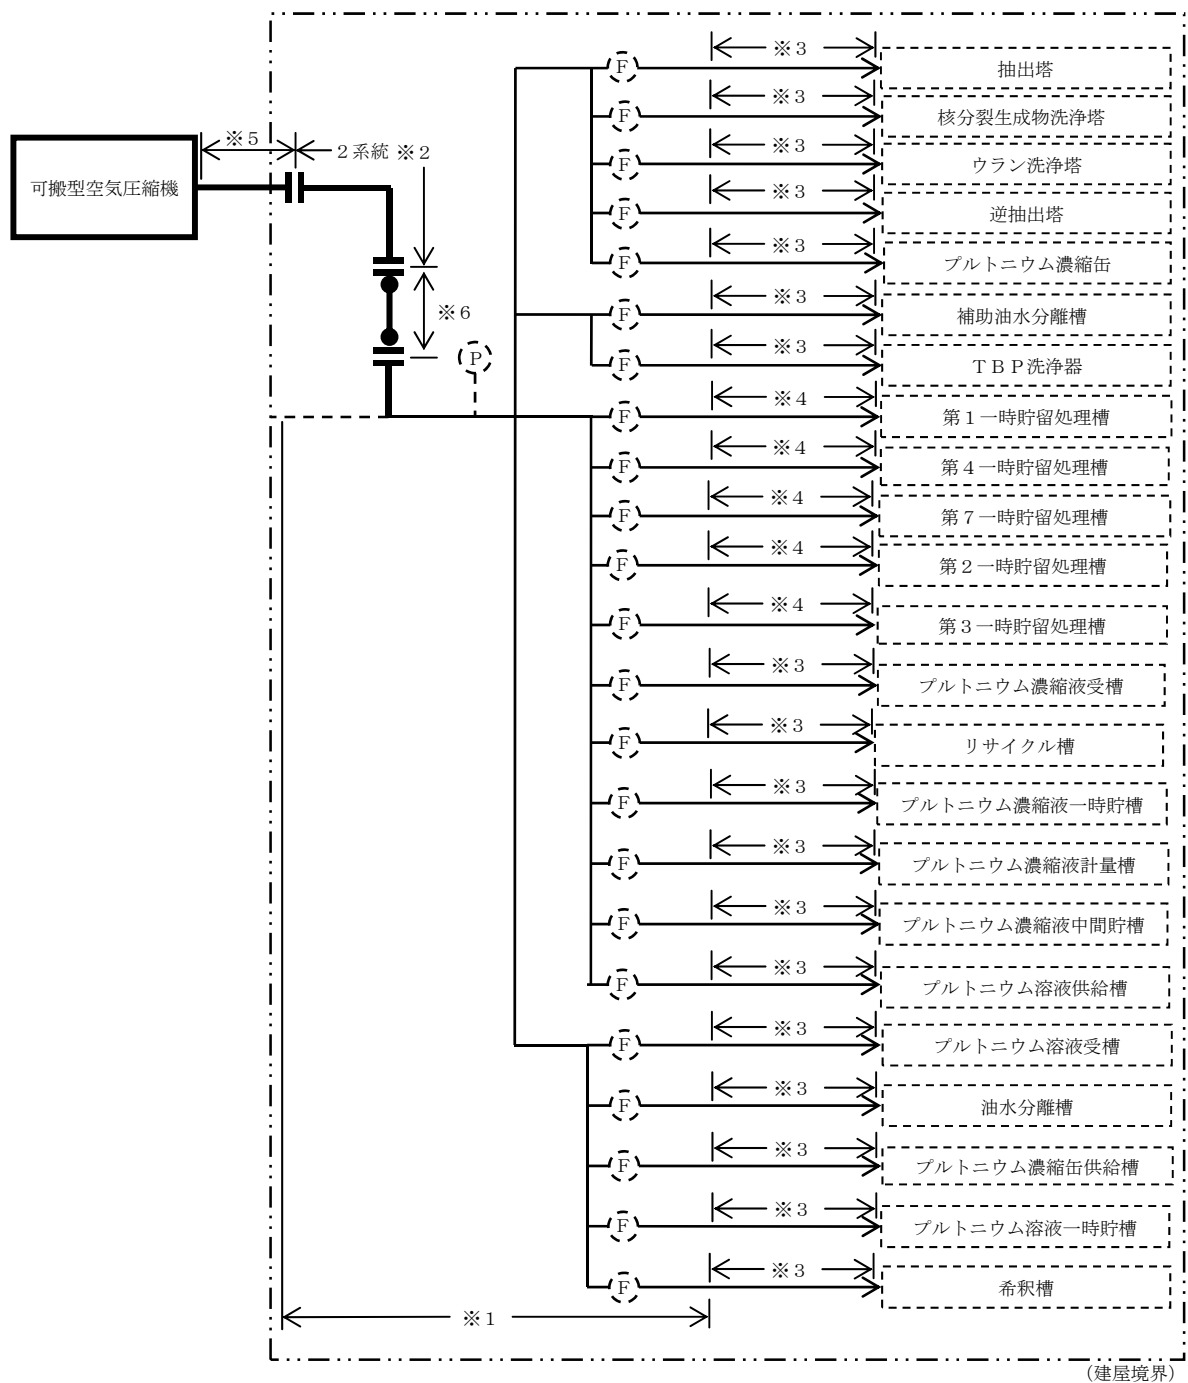 ※３
Ｆ
抽出塔
※３
Ｆ
核分裂生成物洗浄塔
※５
２系統 ※２
※３
Ｆ
ウラン洗浄塔
可搬型空気圧縮機
※３
Ｆ
逆抽出塔
※３
Ｆ
プルトニウム濃縮缶
※６
※３
Ｆ
補助油水分離槽
Ｐ
※３
Ｆ
ＴＢＰ洗浄器
※４
Ｆ
第１一時貯留処理槽
※４
Ｆ
第４一時貯留処理槽
※４
Ｆ
第７一時貯留処理槽
※４
Ｆ
第２一時貯留処理槽
※４
Ｆ
第３一時貯留処理槽
※３
Ｆ
プルトニウム濃縮液受槽
※３
Ｆ
リサイクル槽
※３
Ｆ
プルトニウム濃縮液一時貯槽
※３
Ｆ
プルトニウム濃縮液計量槽
※３
Ｆ
プルトニウム濃縮液中間貯槽
※３
Ｆ
プルトニウム溶液供給槽
※３
Ｆ
プルトニウム溶液受槽
※３
Ｆ
油水分離槽
※３
Ｆ
プルトニウム濃縮缶供給槽
※３
Ｆ
プルトニウム溶液一時貯槽
※３
Ｆ
希釈槽
※１
（建屋境界）